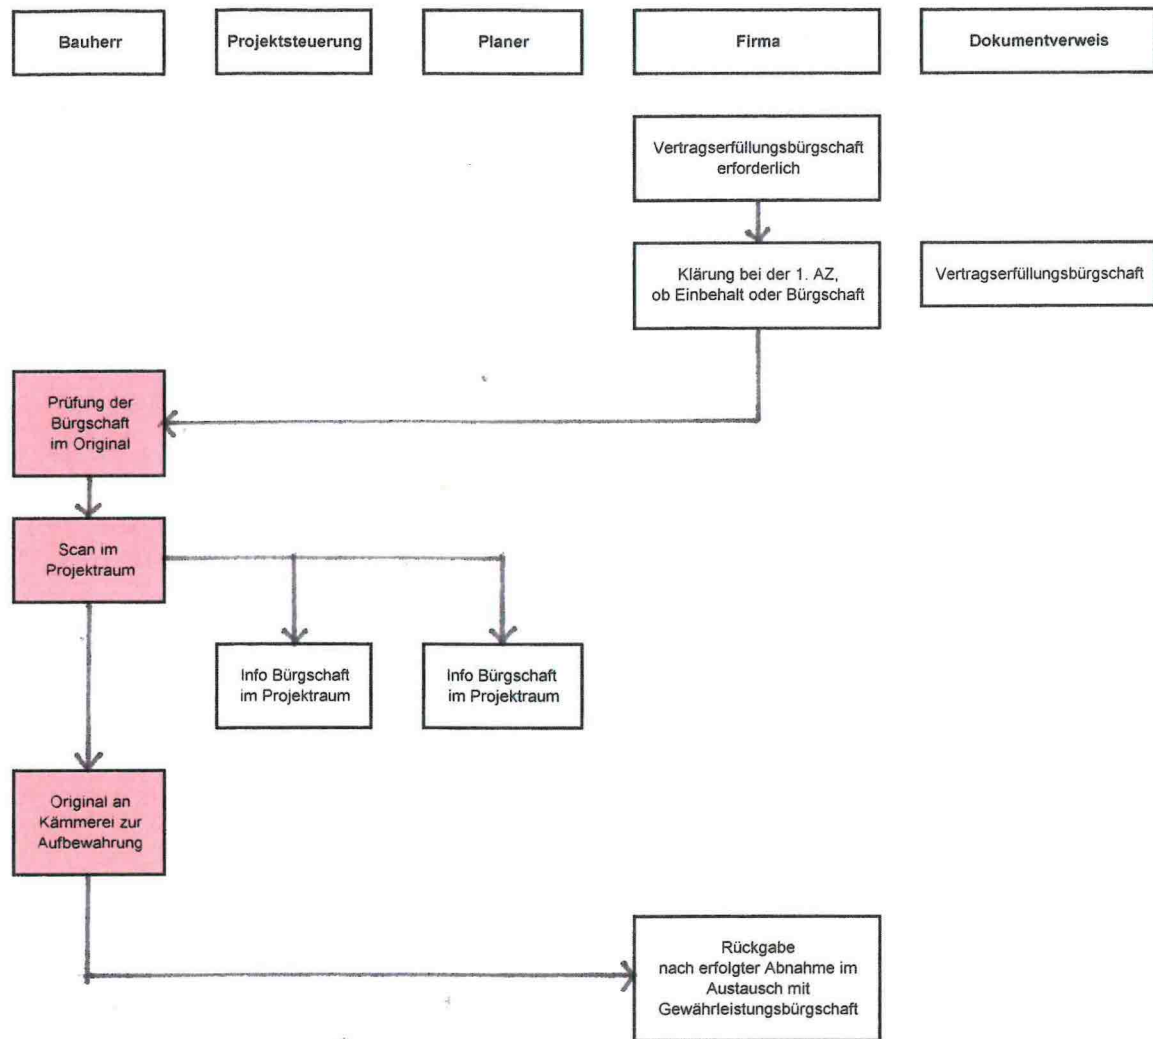 Bauherr
Projektsteuerung
Planer
Firma
Dokumentverweis
Vertragserfüllungsbürgschaft
erforderlich
Klärung bei der 1. AZ,
ob Einbehalt oder Bürgschaft
Vertragserfüllungsbürgschaft
Prüfung der
Bürgschaft
im Original
Scan im
Projektraum
Info Bürgschaft
im Projektraum
Info Bürgschaft
im Projektraum
Original an
Kämmerei zur
Aufbewahrung
Rückgabe
nach erfolgter Abnahme im
Austausch mit
Gewährleistungsbürgschaft